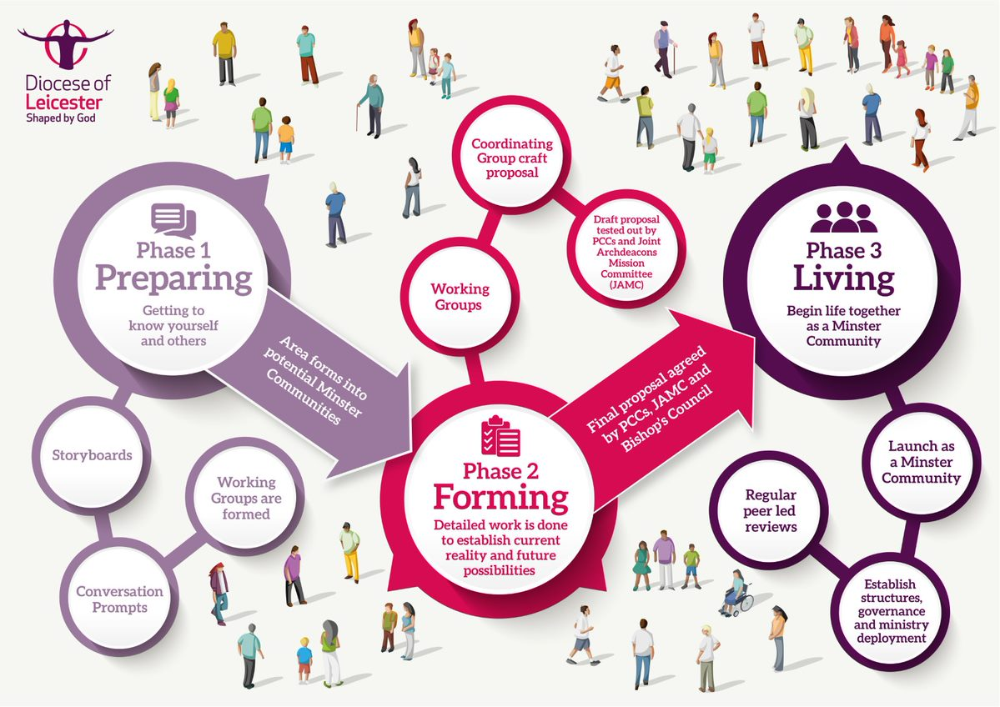 Diocese of
Leicester
Shaped by God
Phase 1
Preparing
Getting to
know yourself
and others
Storyboards
Conversation
Prompts
Working
Groups are
formed
Area forms into
potential Minster
Communities
Phase 2
Forming
Detailed work is done
to establish current
reality and future
possibilities
Working
Groups
Coordinating
Group craft
proposal
Draft proposal
tested out by
PCCs and Joint
Archdeacons
Mission
Committee
(JAMC)
Final proposal agreed
by PCCs, JAMC and
Bishop's Council
Phase 3
Living
Begin life together
as a Minster
Community
Launch as
a Minster
Community
Establish
structures,
governance
and ministry
deployment
Regular
peer led
reviews